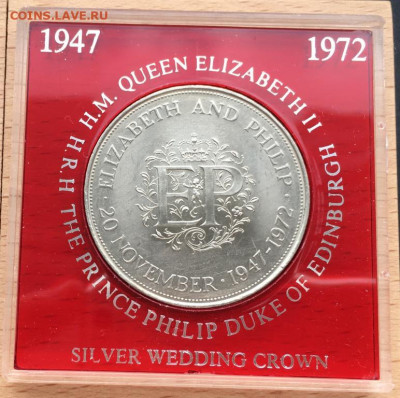 COINS.LAVE.RU
1947 1972
H.M. QUEEN ELIZABETH II
H.R.H THE PRINCE PHILIP DUKE OF EDINBURGH
· ELIZABETH AND PHILIP ·
20 NOVEMBER · 1947-1972
EP
SILVER WEDDING CROWN